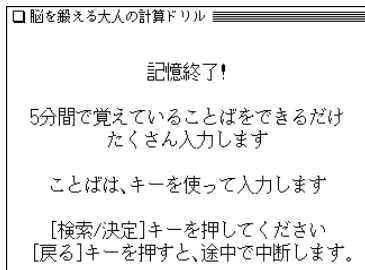 脳を鍛える大人の計算ドリル
記憶終了!
5分間で覚えていることばをできるだけ
たくさん入力します
ことばは、キーを使って入力します
[検索/決定]キーを押してください
[戻る]キーを押すと、途中で中断します。